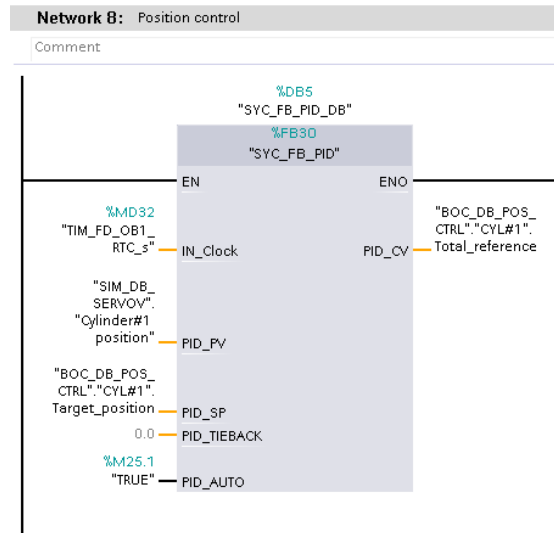 Network 8: Position control
Comment
%DB5
"SYC_FB_PID_DB"
%FB30
"SYC_FB_PID"
EN ENO
%MD32
"TIM_FD_OB1_
RTC_s" IN_Clock
"BOC_DB_POS_
CTRL"."CYL#1".
PID_CV Total_reference
"SIM_DB_
SERVOV".
"Cylinder#1
position" PID_PV
"BOC_DB_POS_
CTRL"."CYL#1".
Target_position PID_SP
0.0 PID_TIEBACK
%M25.1
"TRUE" PID_AUTO